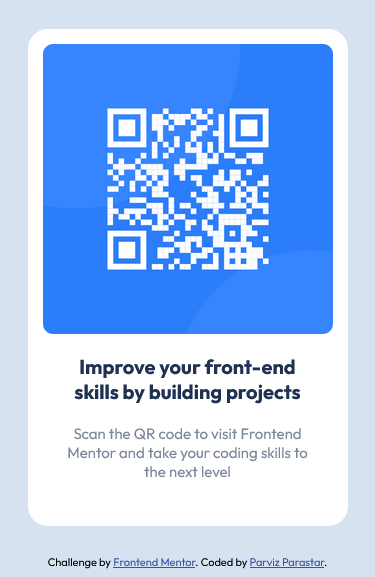 Improve your front-end
skills by building projects
Scan the QR code to visit Frontend
Mentor and take your coding skills to
the next level
Challenge by Frontend Mentor. Coded by Parviz Parastar.